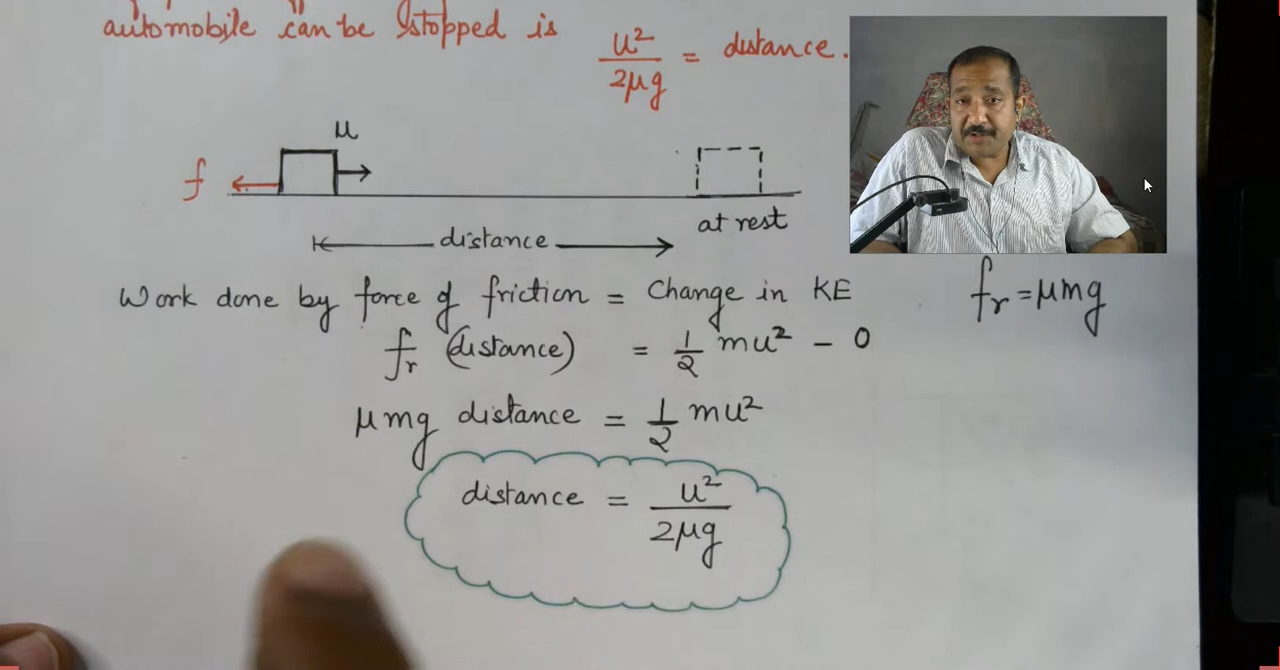 automobile can be stopped is u²/2μg = distance.
u
f
at rest
distance
Work done by force of friction = Change in KE
fr = μmg
fr (distance) = 1/2 mu² - 0
μmg distance = 1/2 mu²
distance = u²/2μg